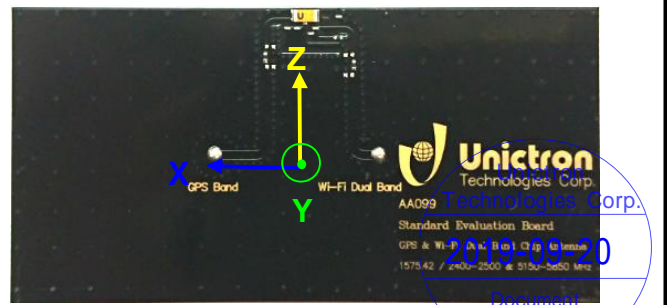 U
Z
X
Y
GPS Band
Wi-Fi Dual Band
Unictron
Technologies Corp.
AA099
Standard Evaluation Board
GPS & Wi-Fi Dual Band Chip Antenna
1575.42 / 2400-2500 & 5150-5850 MHz
Unictron
Technologies Corp.
2019-09-20
Document